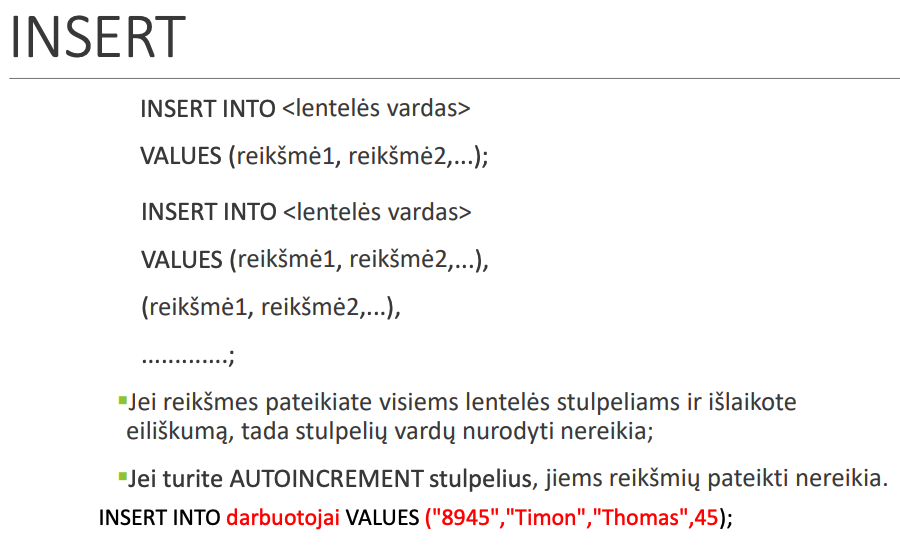 INSERT
INSERT INTO <lentelės vardas>
VALUES (reikšmė1, reikšmė2,...);
INSERT INTO <lentelės vardas>
VALUES (reikšmė1, reikšmė2,...),
(reikšmė1, reikšmė2,...),
.............;
▪Jei reikšmes pateikiate visiems lentelės stulpeliams ir išlaikote
eiliškumą, tada stulpelių vardų nurodyti nereikia;
▪Jei turite AUTOINCREMENT stulpelius, jiems reikšmių pateikti nereikia.
INSERT INTO darbuotojai VALUES ("8945","Timon","Thomas",45);